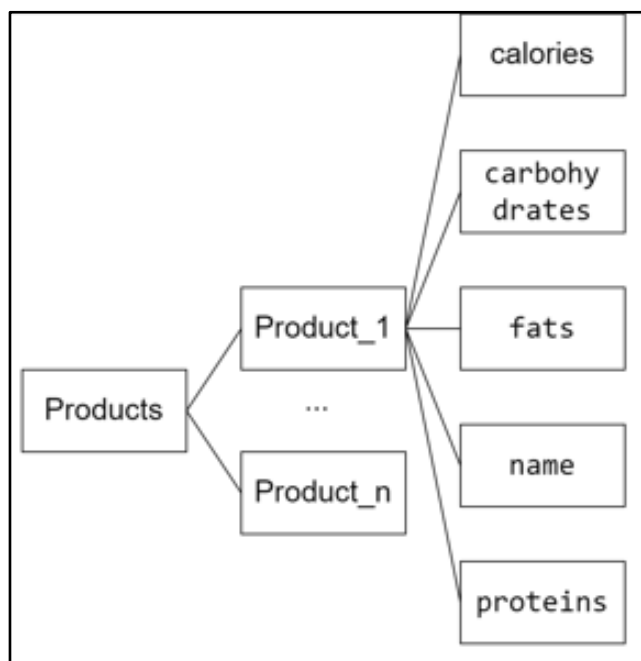 Products
Product_1
...
Product_n
calories
carbohy
drates
fats
name
proteins